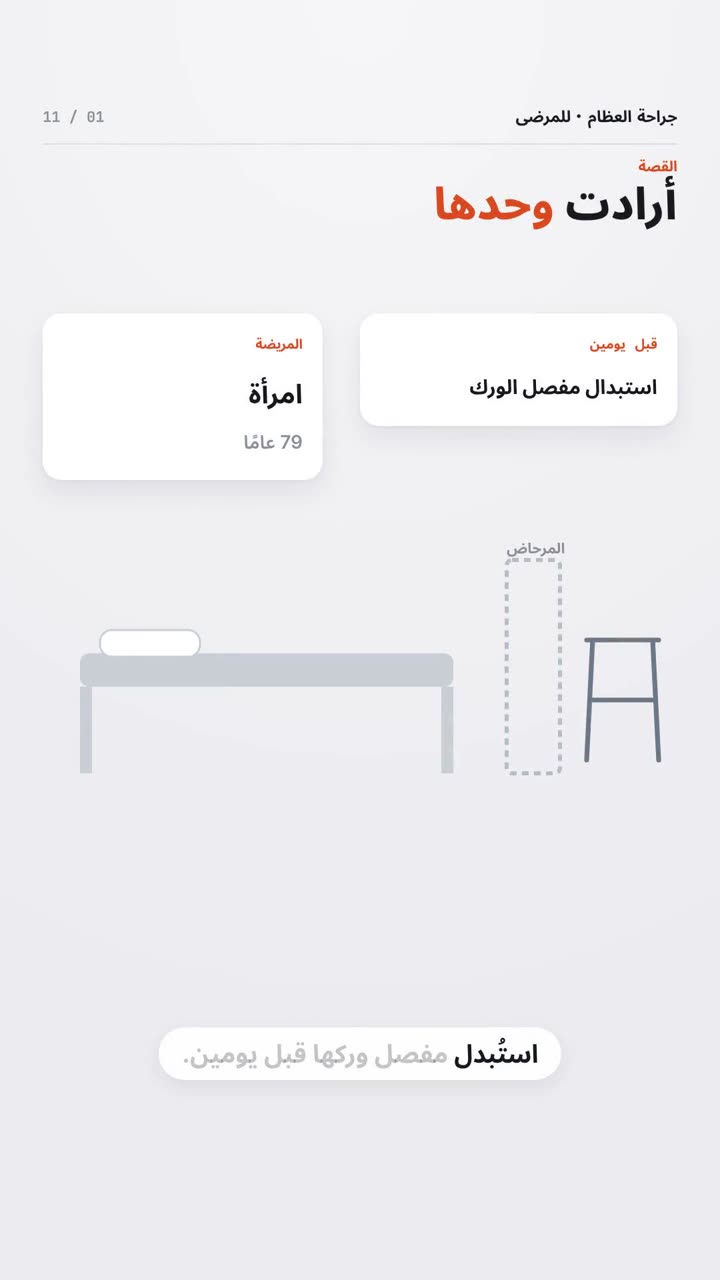 جراحة العظام • للمرضى
01 / 11
القصة
أرادت وحدها
قبل يومين
استبدال مفصل الورك
المريضة
امرأة
79 عامًا
المرحاض
استُبدل مفصل وركها قبل يومين.